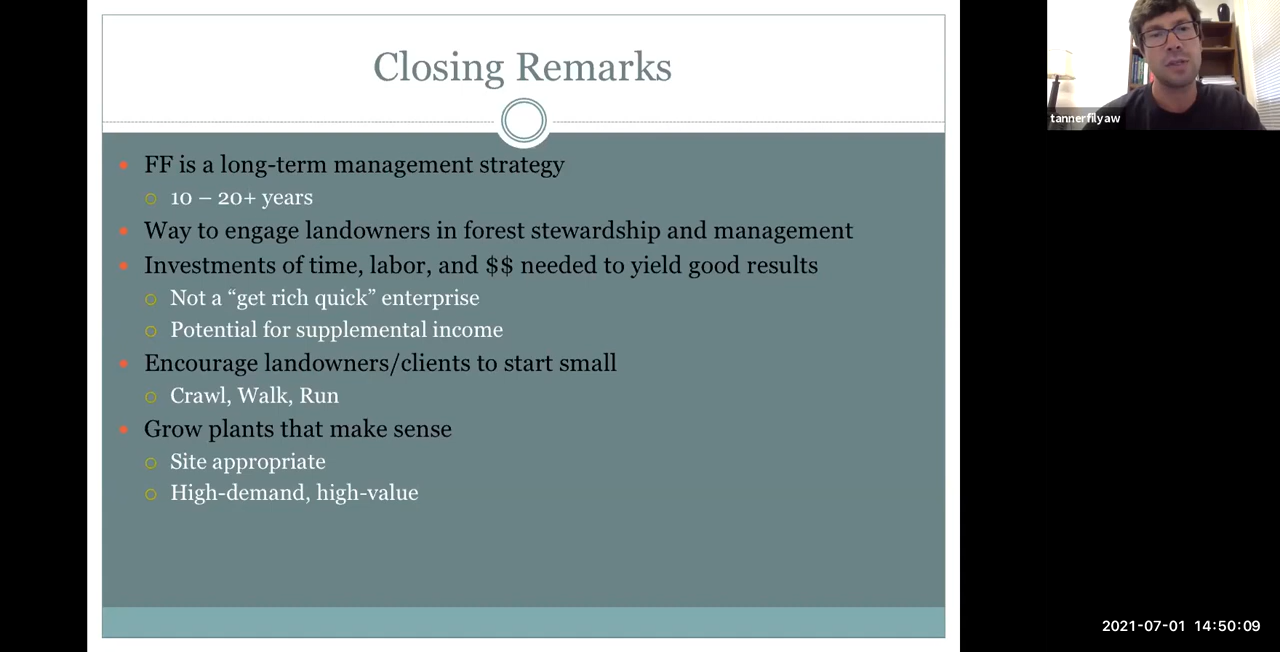 Closing Remarks
FF is a long-term management strategy
10 – 20+ years
Way to engage landowners in forest stewardship and management
Investments of time, labor, and $$ needed to yield good results
Not a “get rich quick” enterprise
Potential for supplemental income
Encourage landowners/clients to start small
Crawl, Walk, Run
Grow plants that make sense
Site appropriate
High-demand, high-value
tannerfilyaw
2021-07-01 14:50:09